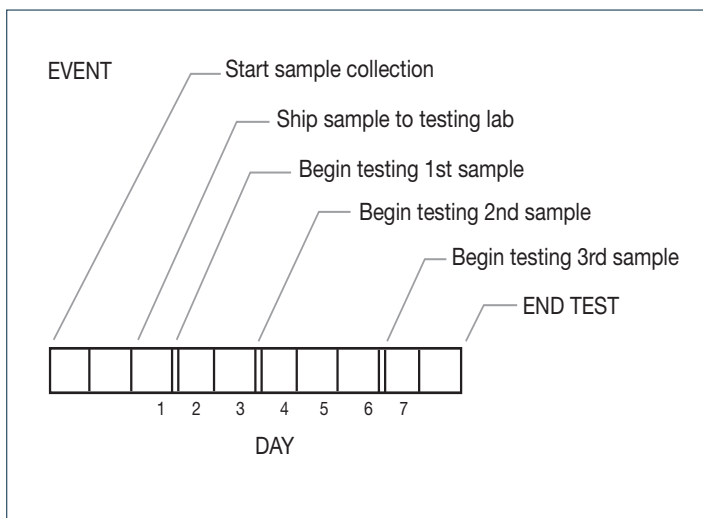 EVENT
Start sample collection
Ship sample to testing lab
Begin testing 1st sample
Begin testing 2nd sample
Begin testing 3rd sample
END TEST
1 2 3 4 5 6 7
DAY